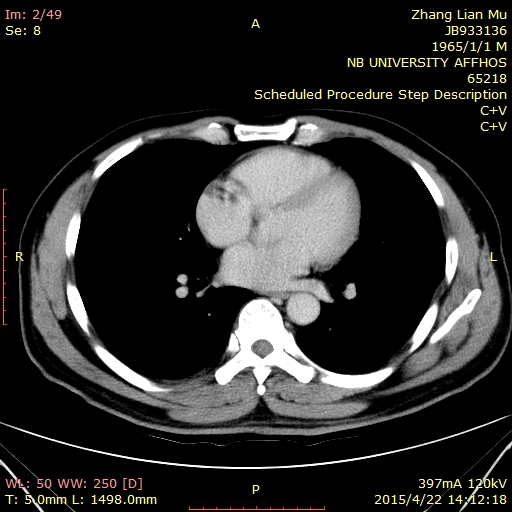 Im: 2/49
Se: 8
A
Zhang Lian Mu
JB933136
1965/1/1 M
NB UNIVERSITY AFFHOS
65218
Scheduled Procedure Step Description
C+V
C+V
R
L
WL: 50 WW: 250 [D]
T: 5.0mm L: 1498.0mm
P
397mA 120kV
2015/4/22 14:12:18